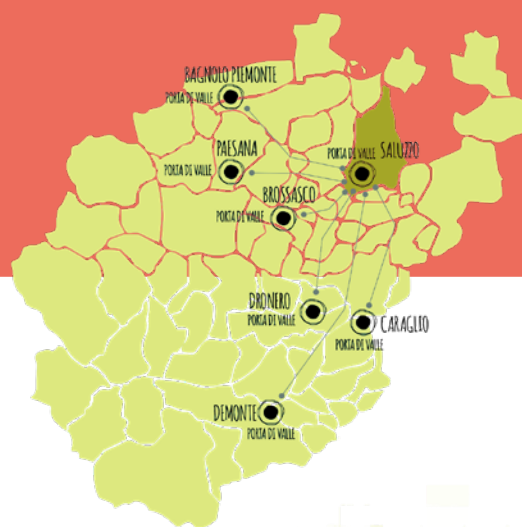 BAGNOLO PIEMONTE
PORTA DI VALLE
PAESANA
PORTA DI VALLE
PORTA DI VALLE SALUZZO
BROSSASCO
PORTA DI VALLE
DRONERO
PORTA DI VALLE
CARAGLIO
PORTA DI VALLE
DEMONTE
PORTA DI VALLE